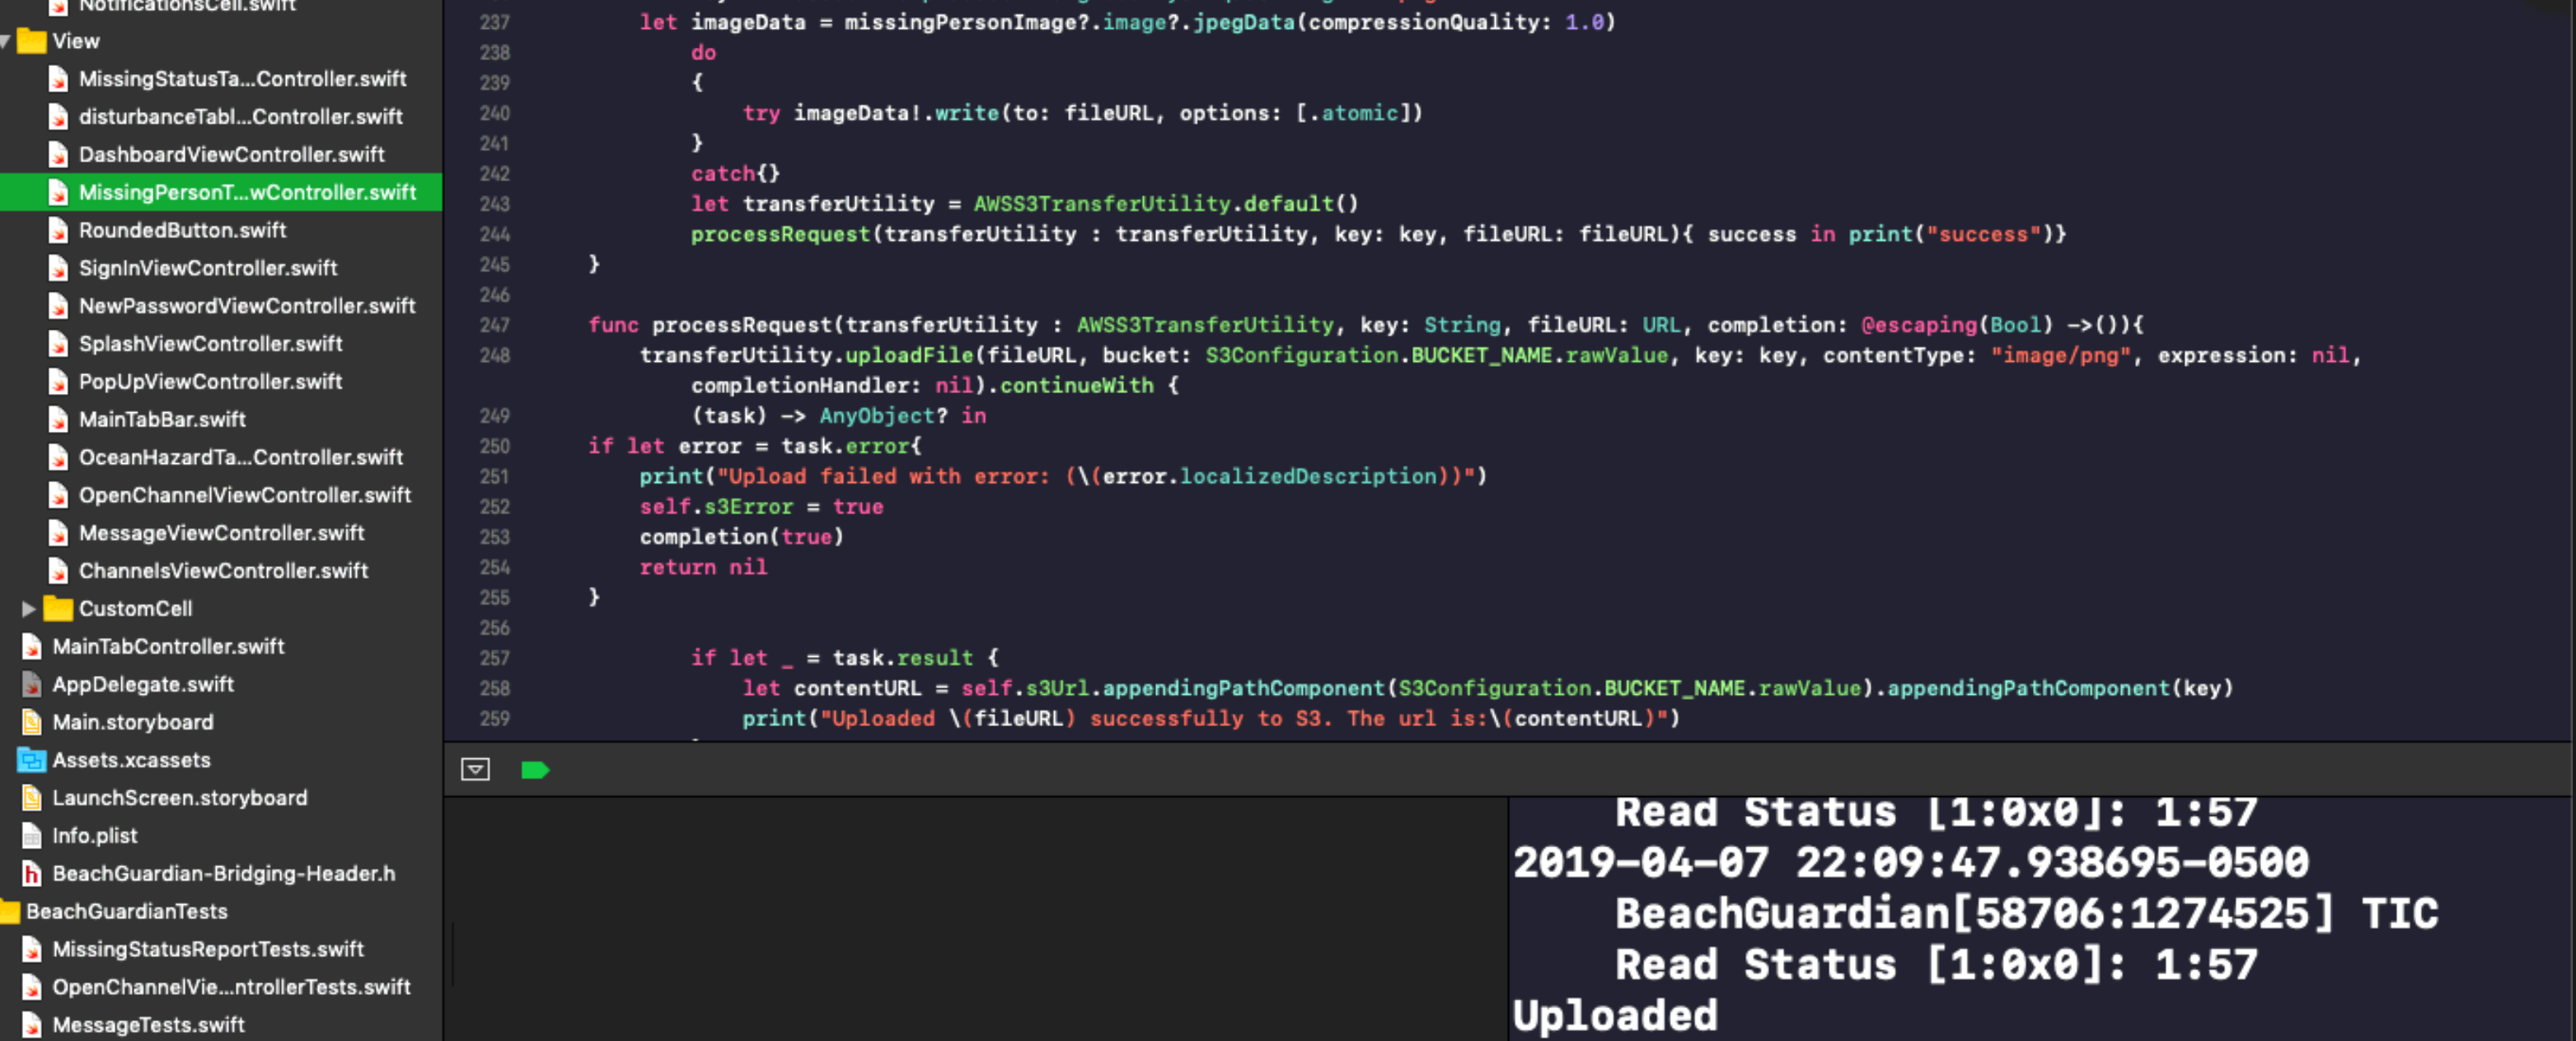 NotificationsCell.swift
View
MissingStatusTa...Controller.swift
disturbanceTabl...Controller.swift
DashboardViewController.swift
MissingPersonT...wController.swift
RoundedButton.swift
SignInViewController.swift
NewPasswordViewController.swift
SplashViewController.swift
PopUpViewController.swift
MainTabBar.swift
OceanHazardTa...Controller.swift
OpenChannelViewController.swift
MessageViewController.swift
ChannelsViewController.swift
CustomCell
MainTabController.swift
AppDelegate.swift
Main.storyboard
Assets.xcassets
LaunchScreen.storyboard
Info.plist
h BeachGuardian-Bridging-Header.h
BeachGuardianTests
MissingStatusReportTests.swift
OpenChannelVie...ntrollerTests.swift
MessageTests.swift
237 let imageData = missingPersonImage?.image?.jpegData(compressionQuality: 1.0)
238 do
239 {
240 try imageData!.write(to: fileURL, options: [.atomic])
241 }
242 catch{}
243 let transferUtility = AWSS3TransferUtility.default()
244 processRequest(transferUtility : transferUtility, key: key, fileURL: fileURL){ success in print("success")}
245 }
246
247 func processRequest(transferUtility : AWSS3TransferUtility, key: String, fileURL: URL, completion: @escaping(Bool) ->()){
248 transferUtility.uploadFile(fileURL, bucket: S3Configuration.BUCKET_NAME.rawValue, key: key, contentType: "image/png", expression: nil,
completionHandler: nil).continueWith {
249 (task) -> AnyObject? in
250 if let error = task.error{
251 print("Upload failed with error: (\(error.localizedDescription))")
252 self.s3Error = true
253 completion(true)
254 return nil
255 }
256
257 if let _ = task.result {
258 let contentURL = self.s3Url.appendingPathComponent(S3Configuration.BUCKET_NAME.rawValue).appendingPathComponent(key)
259 print("Uploaded \(fileURL) successfully to S3. The url is:\(contentURL)")
Read Status [1:0x0]: 1:57
2019-04-07 22:09:47.938695-0500
BeachGuardian[58706:1274525] TIC
Read Status [1:0x0]: 1:57
Uploaded